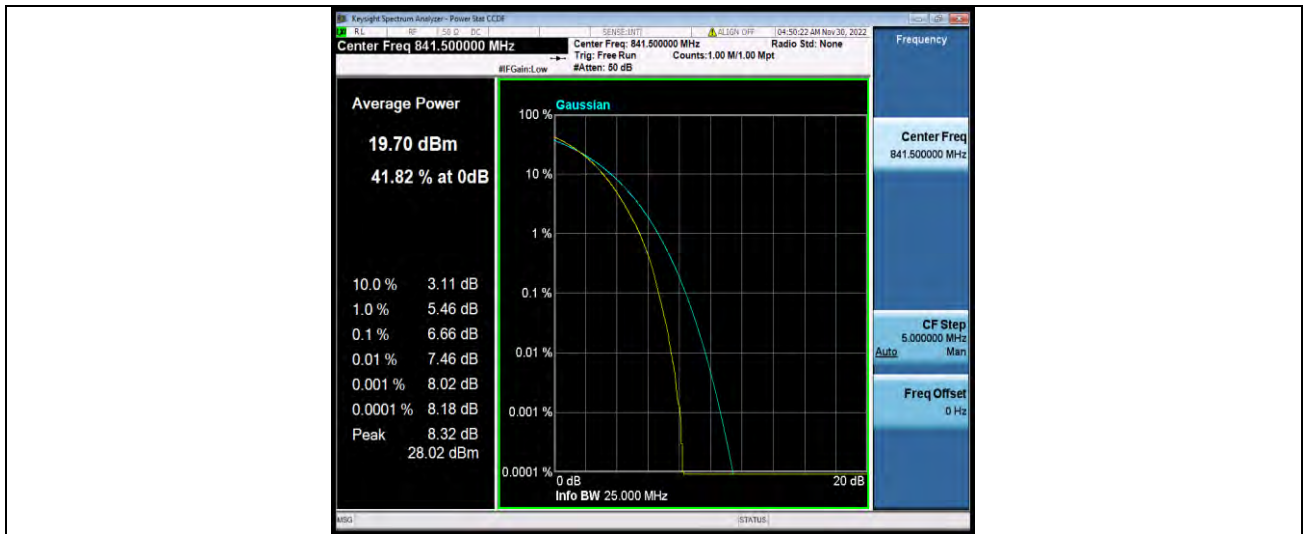 Keysight Spectrum Analyzer - Power Stat CCDF
RL RF 50 Ω DC SENSE:INT ALIGN OFF 04:50:22 AM Nov 30, 2022
Center Freq 841.500000 MHz
Center Freq: 841.500000 MHz Radio Std: None
Trig: Free Run Counts:1.00 M/1.00 Mpt
#IFGain:Low #Atten: 50 dB
Frequency
Average Power
19.70 dBm
41.82 % at 0dB
10.0 % 3.11 dB
1.0 % 5.46 dB
0.1 % 6.66 dB
0.01 % 7.46 dB
0.001 % 8.02 dB
0.0001 % 8.18 dB
Peak 8.32 dB
28.02 dBm
Gaussian
100 %
10 %
1 %
0.1 %
0.01 %
0.001 %
0.0001 %
0 dB 20 dB
Info BW 25.000 MHz
Center Freq
841.500000 MHz
CF Step
5.000000 MHz
Auto Man
Freq Offset
0 Hz
MSG STATUS